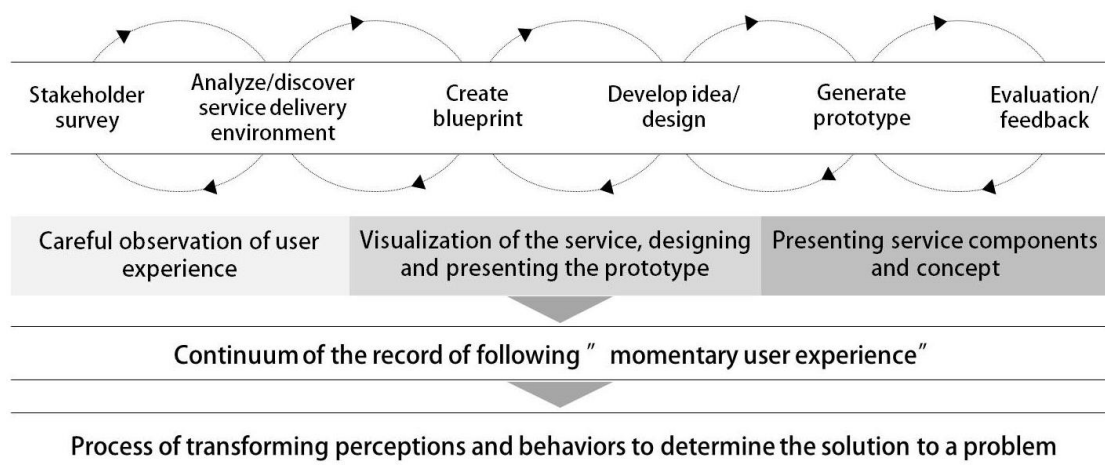 Stakeholder
survey
Analyze/discover
service delivery
environment
Create
blueprint
Develop idea/
design
Generate
prototype
Evaluation/
feedback
Careful observation of user
experience
Visualization of the service, designing
and presenting the prototype
Presenting service components
and concept
Continuum of the record of following ” momentary user experience”
Process of transforming perceptions and behaviors to determine the solution to a problem